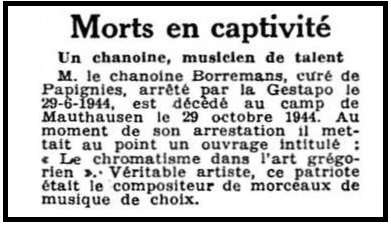 Morts en captivité
Un chanoine, musicien de talent
M. le chanoine Borremans, curé de
Papignies, arrêté par la Gestapo le
29-6-1944, est décédé au camp de
Mauthausen le 29 octobre 1944. Au
moment de son arrestation il met-
tait au point un ouvrage intitulé :
« Le chromatisme dans l'art grégo-
rien ». Véritable artiste, ce patriote
était le compositeur de morceaux de
musique de choix.